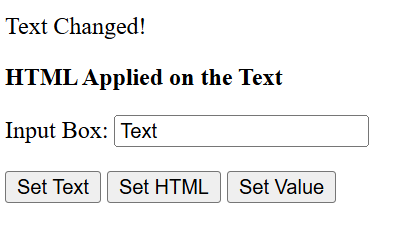 Text Changed!
HTML Applied on the Text
Input Box: Text
Set Text Set HTML Set Value